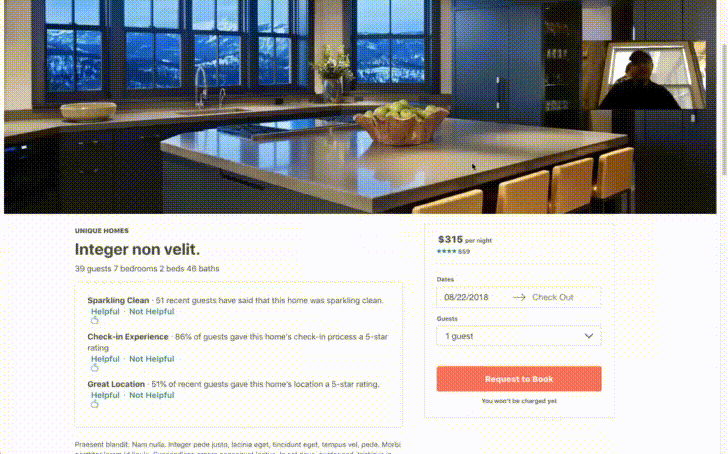 UNIQUE HOMES
Integer non velit.
39 guests 7 bedrooms 2 beds 46 baths
Sparkling Clean · 51 recent guests have said that this home was sparkling clean.
Helpful · Not Helpful
Check-in Experience · 86% of guests gave this home's check-in process a 5-star
rating
Helpful · Not Helpful
Great Location · 51% of recent guests gave this home's location a 5-star rating.
Helpful · Not Helpful
Praesent blandit. Nam nulla. Integer pede justo, lacinia eget, tincidunt eget, tempus vel, pede. Morbi
$315 per night
★★★★ 859
Dates
08/22/2018 → Check Out
Guests
1 guest
Request to Book
You won't be charged yet